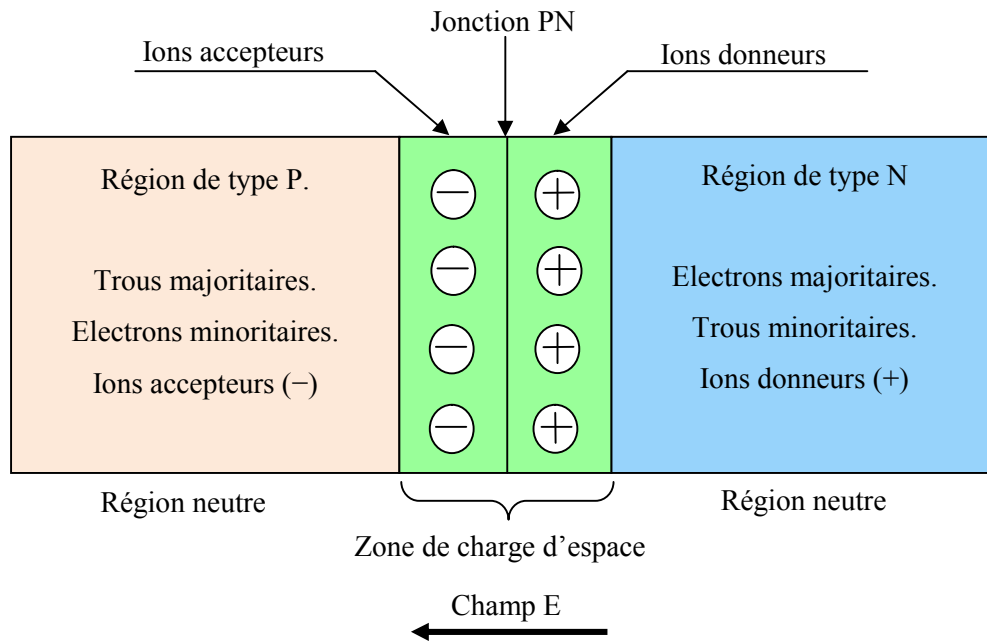 Jonction PN
Ions accepteurs
Ions donneurs
Région de type P.
Trous majoritaires.
Electrons minoritaires.
Ions accepteurs (−)
Région de type N
Electrons majoritaires.
Trous minoritaires.
Ions donneurs (+)
Région neutre
Région neutre
Zone de charge d’espace
Champ E